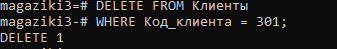 magaziki3=# DELETE FROM Клиенты
magaziki3-# WHERE Код_клиента = 301;
DELETE 1